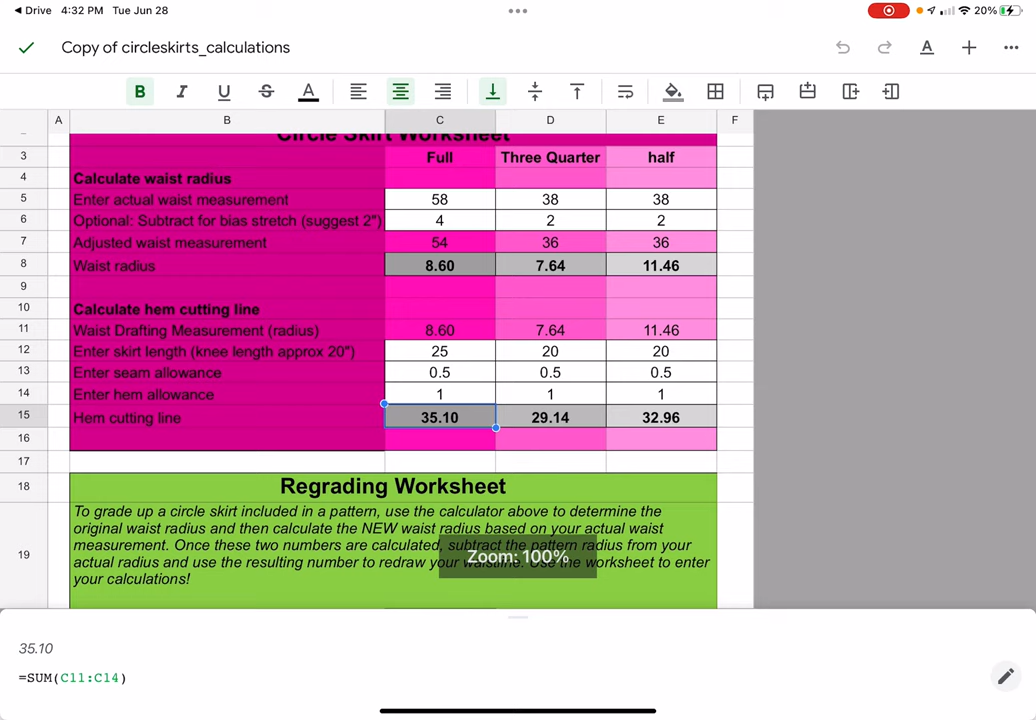 ◀ Drive 4:32 PM Tue Jun 28 20%
Copy of circleskirts_calculations
B I U S A
A B C D E F
Circle Skirt Worksheet
3 Full Three Quarter half
4 Calculate waist radius
5 Enter actual waist measurement 58 38 38
6 Optional: Subtract for bias stretch (suggest 2") 4 2 2
7 Adjusted waist measurement 54 36 36
8 Waist radius 8.60 7.64 11.46
9
10 Calculate hem cutting line
11 Waist Drafting Measurement (radius) 8.60 7.64 11.46
12 Enter skirt length (knee length approx 20") 25 20 20
13 Enter seam allowance 0.5 0.5 0.5
14 Enter hem allowance 1 1 1
15 Hem cutting line 35.10 29.14 32.96
16
17
18 Regrading Worksheet
To grade up a circle skirt included in a pattern, use the calculator above to determine the
original waist radius and then calculate the NEW waist radius based on your actual waist
measurement. Once these two numbers are calculated, subtract the pattern radius from your
19 actual radius and use the resulting number to redraw your waistline. Use the worksheet to enter
your calculations!
Zoom: 100%
35.10
=SUM(C11:C14)